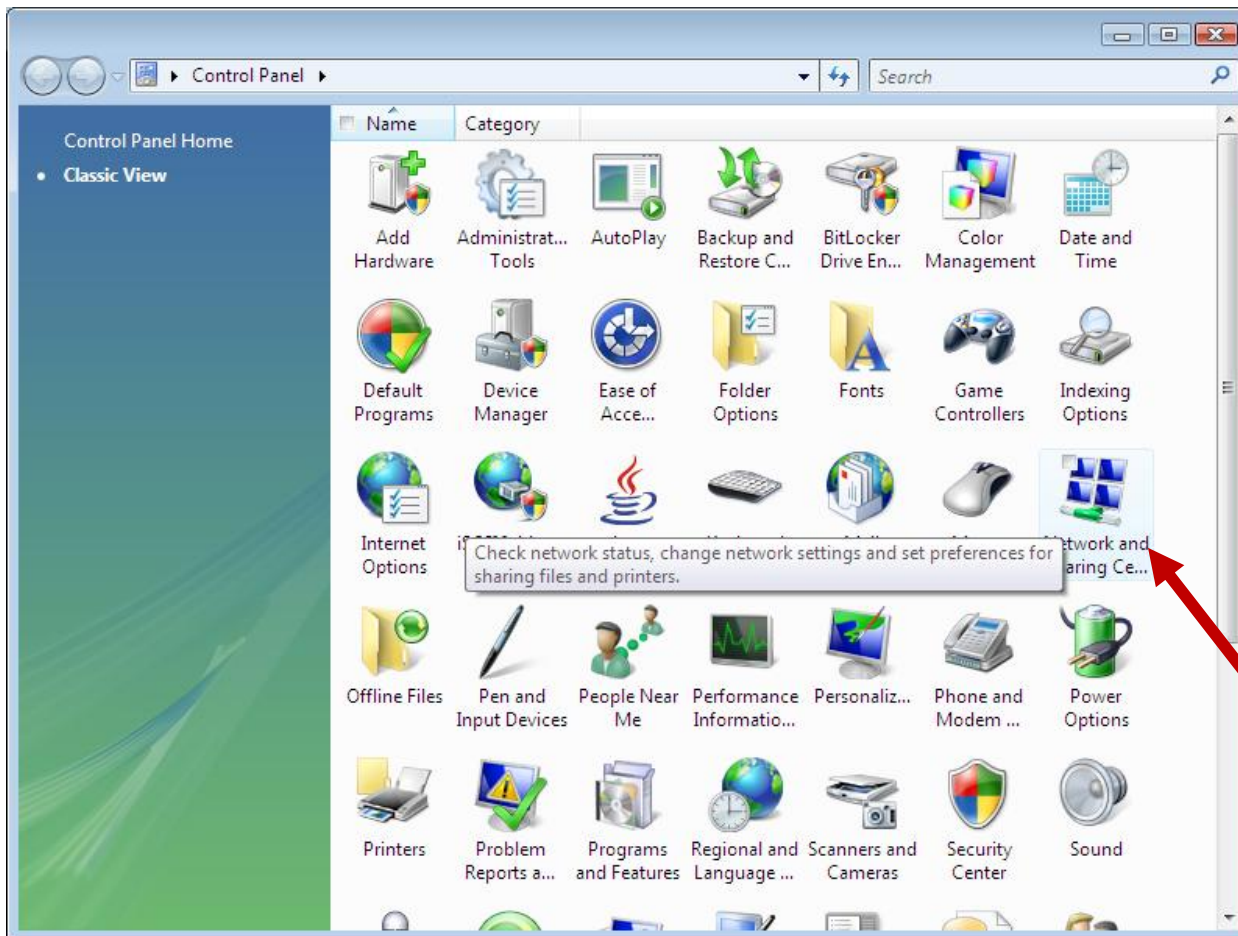 Control Panel
Search
Control Panel Home
Classic View
Name Category
Add Administrat... AutoPlay Backup and BitLocker Color Date and
Hardware Tools Restore C... Drive En... Management Time
Default Device Ease of Folder Fonts Game Indexing
Programs Manager Acce... Options Controllers Options
Internet Network and
Options aring Ce...
Check network status, change network settings and set preferences for
sharing files and printers.
Offline Files Pen and People Near Performance Personaliz... Phone and Power
Input Devices Me Informatio... Modem ... Options
Printers Problem Programs Regional and Scanners and Security Sound
Reports a... and Features Language ... Cameras Center